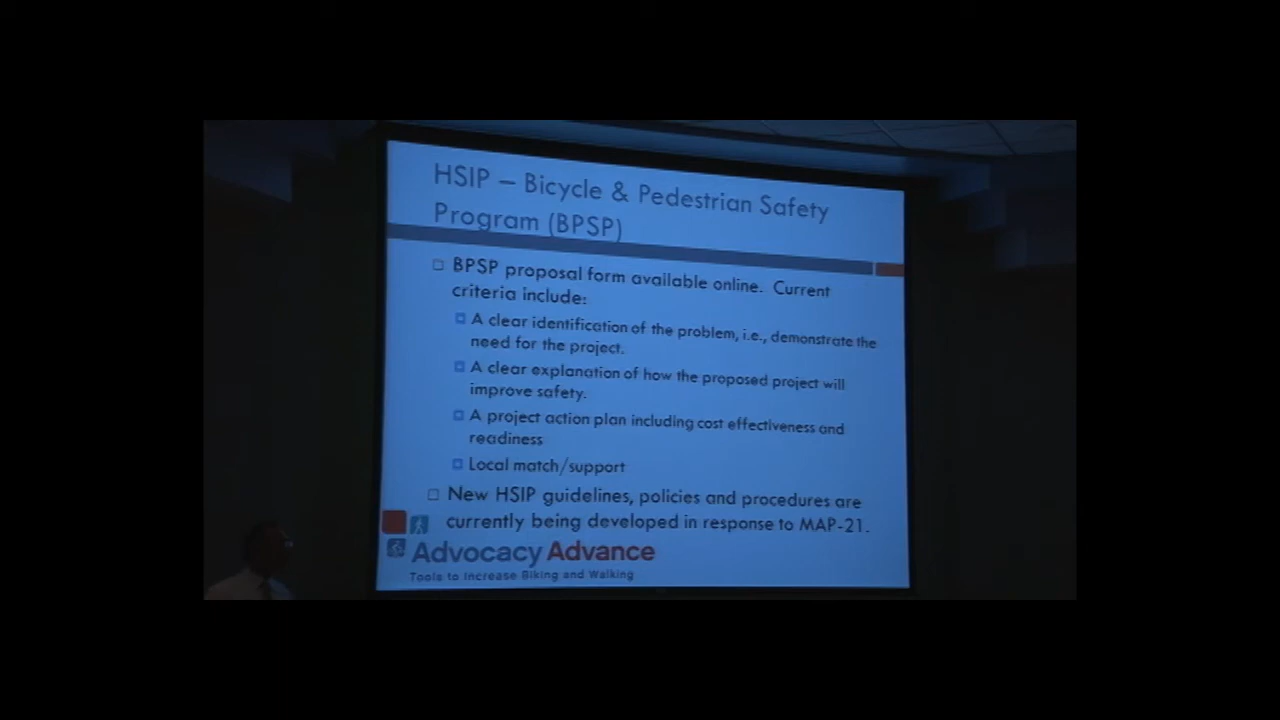 HSIP – Bicycle & Pedestrian Safety
Program (BPSP)
BPSP proposal form available online. Current
criteria include:
A clear identification of the problem, i.e., demonstrate the
need for the project.
A clear explanation of how the proposed project will
improve safety.
A project action plan including cost effectiveness and
readiness
Local match/support
New HSIP guidelines, policies and procedures are
currently being developed in response to MAP-21.
Advocacy Advance
Tools to Increase Biking and Walking